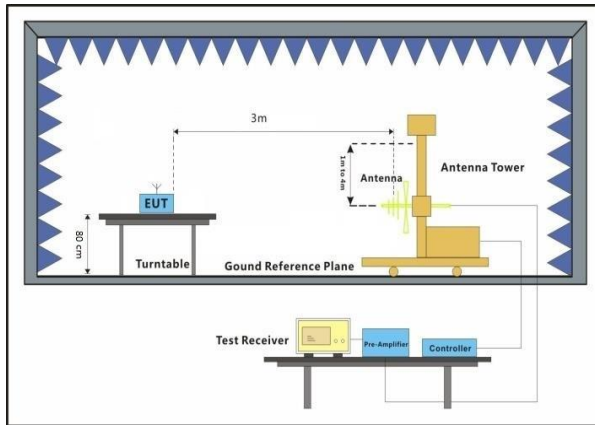 3m
1m to 4m
Antenna
Antenna Tower
EUT
80 cm
Turntable
Gound Reference Plane
Test Receiver
Pre-Amplifier
Controller